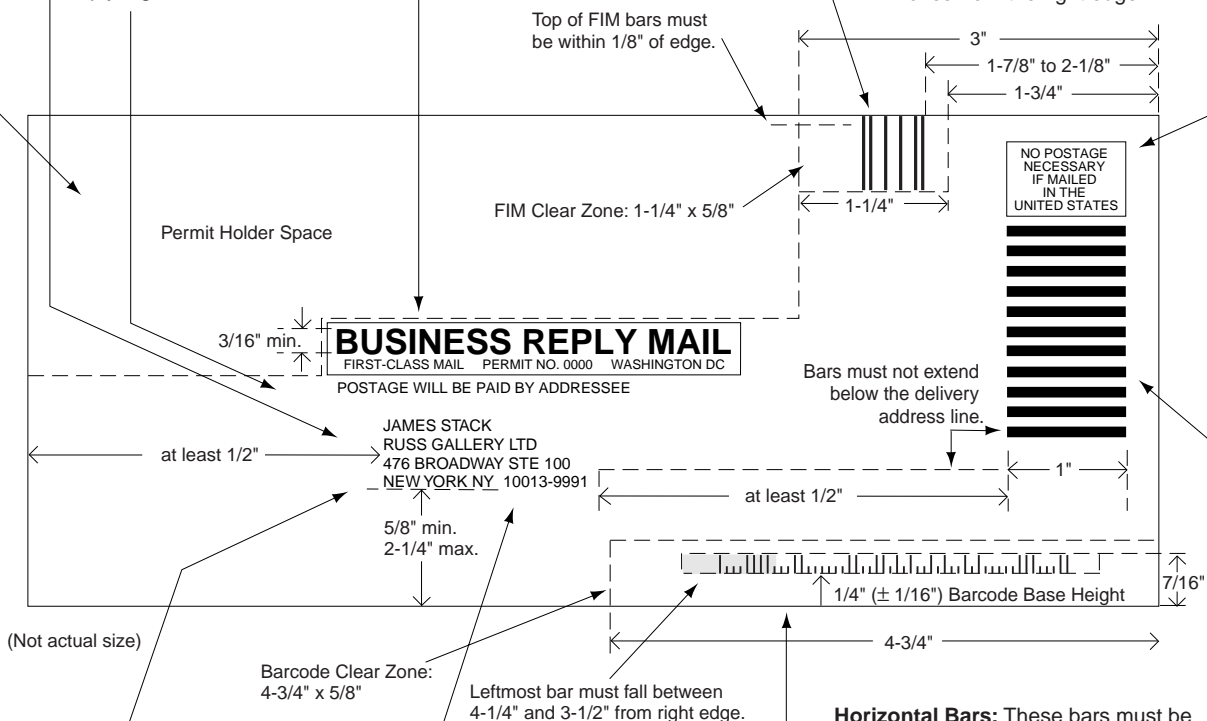 Top of FIM bars must
be within 1/8" of edge.
3"
1-7/8" to 2-1/8"
1-3/4"
NO POSTAGE
NECESSARY
IF MAILED
IN THE
UNITED STATES
FIM Clear Zone: 1-1/4" x 5/8"
1-1/4"
Permit Holder Space
3/16" min.
BUSINESS REPLY MAIL
FIRST-CLASS MAIL PERMIT NO. 0000 WASHINGTON DC
POSTAGE WILL BE PAID BY ADDRESSEE
Bars must not extend
below the delivery
address line.
JAMES STACK
RUSS GALLERY LTD
476 BROADWAY STE 100
NEW YORK NY 10013-9991
at least 1/2"
1"
at least 1/2"
5/8" min.
2-1/4" max.
1/4" (± 1/16") Barcode Base Height
7/16"
(Not actual size)
4-3/4"
Barcode Clear Zone:
4-3/4" x 5/8"
Leftmost bar must fall between
4-1/4" and 3-1/2" from right edge.
Horizontal Bars: These bars must be